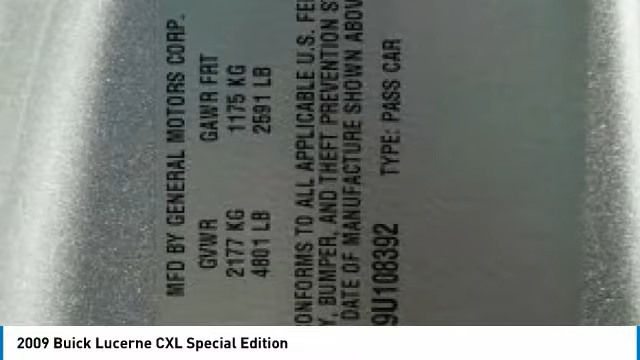 MFD BY GENERAL MOTORS CORP.
GVWR GAWR FRT
2177 KG 1175 KG
4801 LB 2591 LB
CONFORMS TO ALL APPLICABLE U.S.
BUMPER, AND THEFT PREVENTION
DATE OF MANUFACTURE SHOWN
9U108392 TYPE: PASS CAR
2009 Buick Lucerne CXL Special Edition